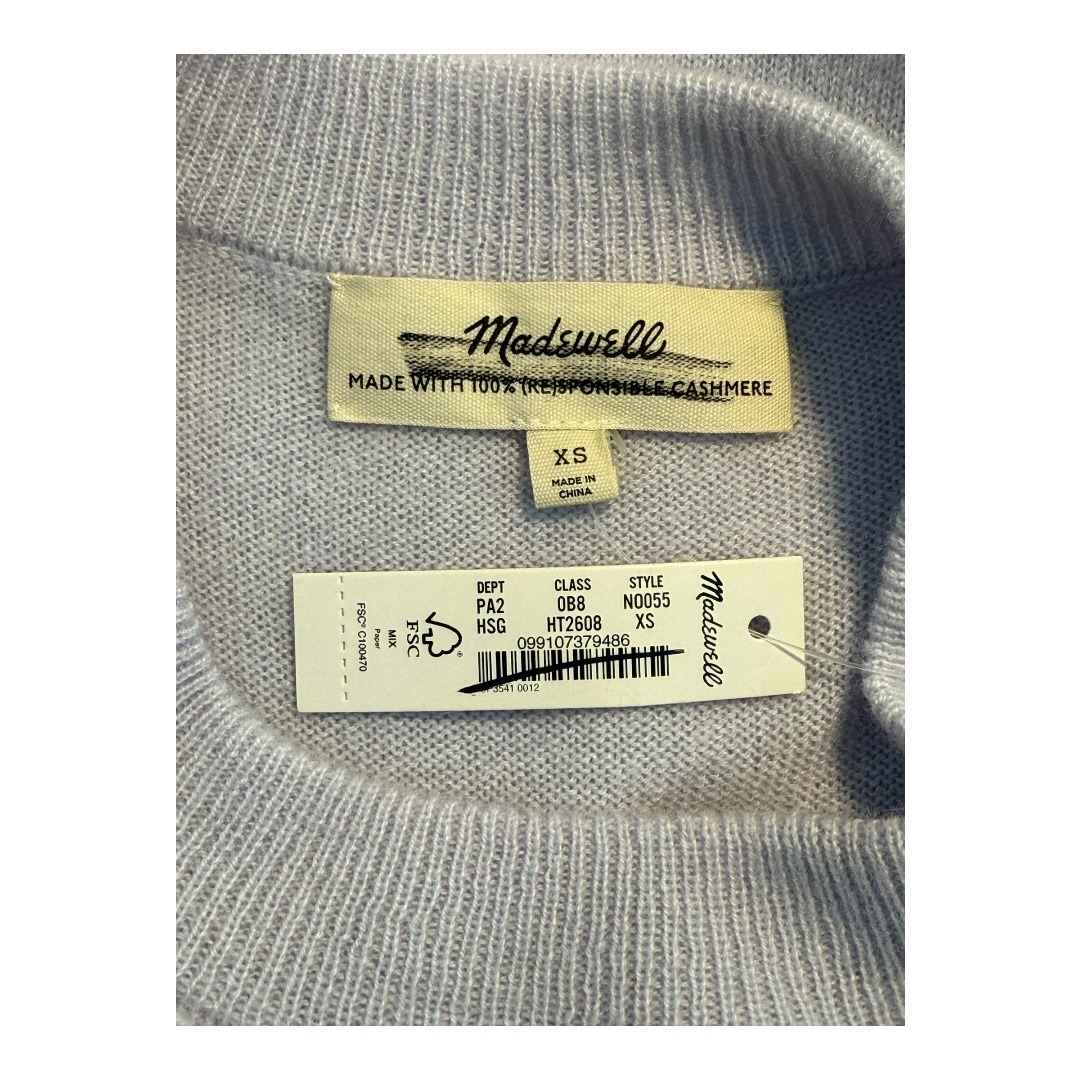 Madewell
MADE WITH 100% (RE)SPONSIBLE CASHMERE
XS
MADE IN
CHINA
DEPT CLASS STYLE
PA2 0B8 NO055
HSG HT2608 XS
099107379486
3541 0012
Madewell
FSC
MIX
Paper
FSC® C100470